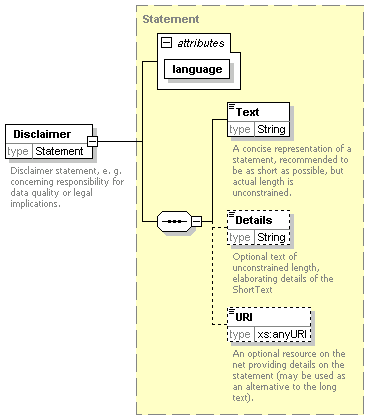 Statement
attributes
language
Disclaimer
type Statement
Disclaimer statement, e. g.
concerning responsibility for
data quality or legal
implications.
Text
type String
A concise representation of a
statement, recommended to
be as short as possible, but
actual length is
unconstrained.
Details
type String
Optional text of
unconstrained length,
elaborating details of the
ShortText
URI
type xs:anyURI
An optional resource on the
net providing details on the
statement (may be used as
an alternative to the long
text).